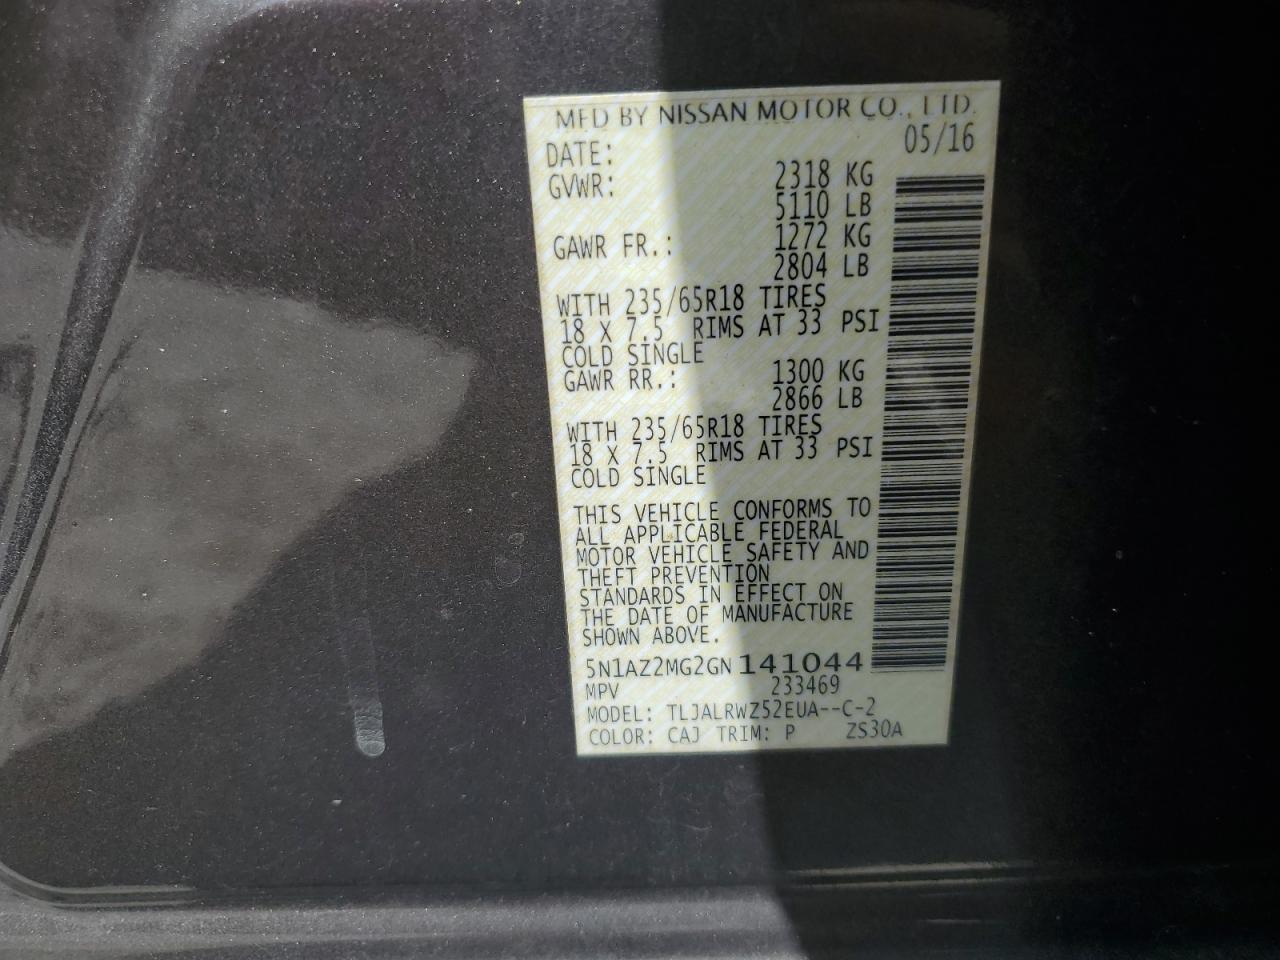 MFD BY NISSAN MOTOR CO., LTD.
DATE: 05/16
GVWR: 2318 KG
5110 LB
GAWR FR.: 1272 KG
2804 LB
WITH 235/65R18 TIRES
18 X 7.5 RIMS AT 33 PSI
COLD SINGLE
GAWR RR.: 1300 KG
2866 LB
WITH 235/65R18 TIRES
18 X 7.5 RIMS AT 33 PSI
COLD SINGLE
THIS VEHICLE CONFORMS TO
ALL APPLICABLE FEDERAL
MOTOR VEHICLE SAFETY AND
THEFT PREVENTION
STANDARDS IN EFFECT ON
THE DATE OF MANUFACTURE
SHOWN ABOVE.
5N1AZ2MG2GN141044
MPV 233469
MODEL: TLJALRWZ52EUA--C-2
COLOR: CAJ TRIM: P ZS30A